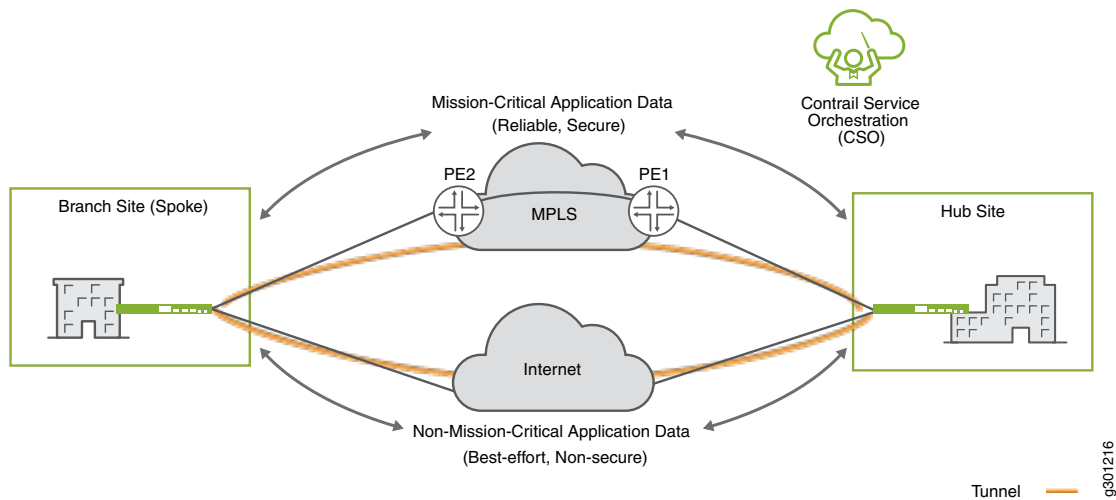 Mission-Critical Application Data
(Reliable, Secure)
Contrail Service
Orchestration
(CSO)
PE2
PE1
Branch Site (Spoke)
MPLS
Hub Site
Internet
Non-Mission-Critical Application Data
(Best-effort, Non-secure)
Tunnel
g301216